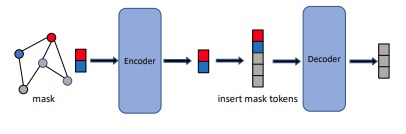 Encoder
Decoder
mask
insert mask tokens